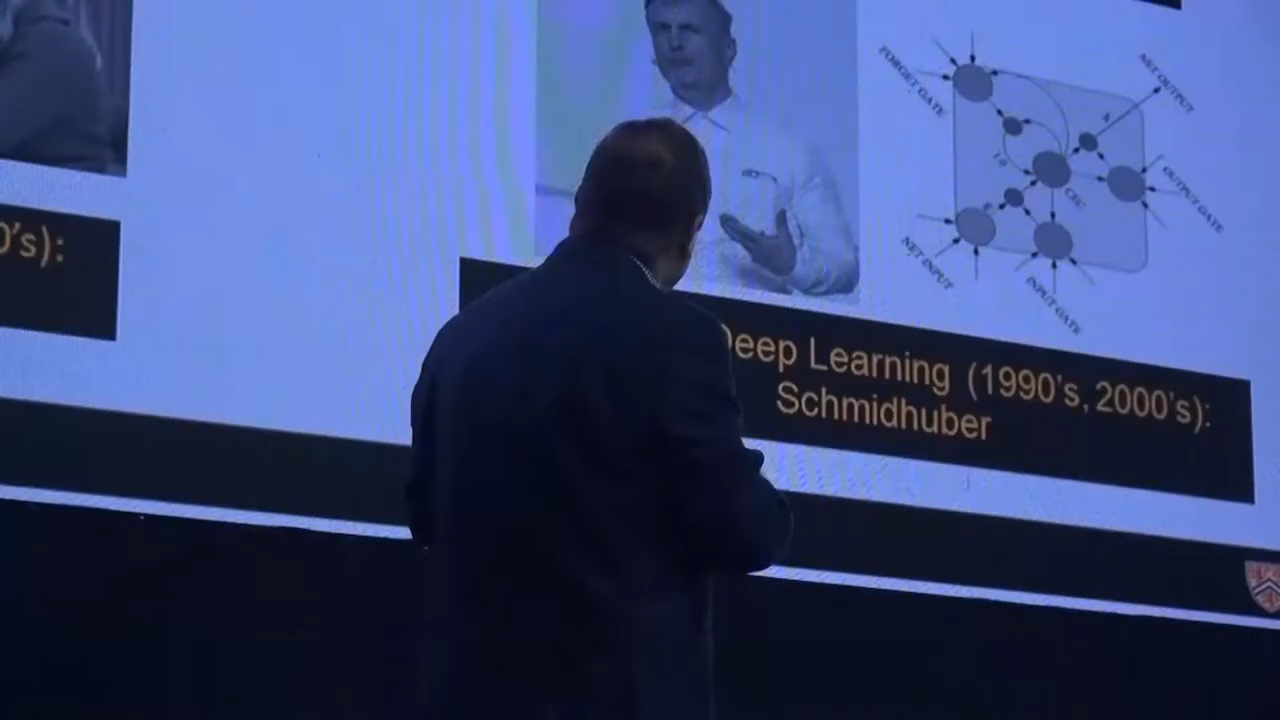 0's):
FORGET GATE
NET OUTPUT
OUTPUT GATE
CEC
NET INPUT
INPUT GATE
Deep Learning (1990's, 2000's):
Schmidhuber